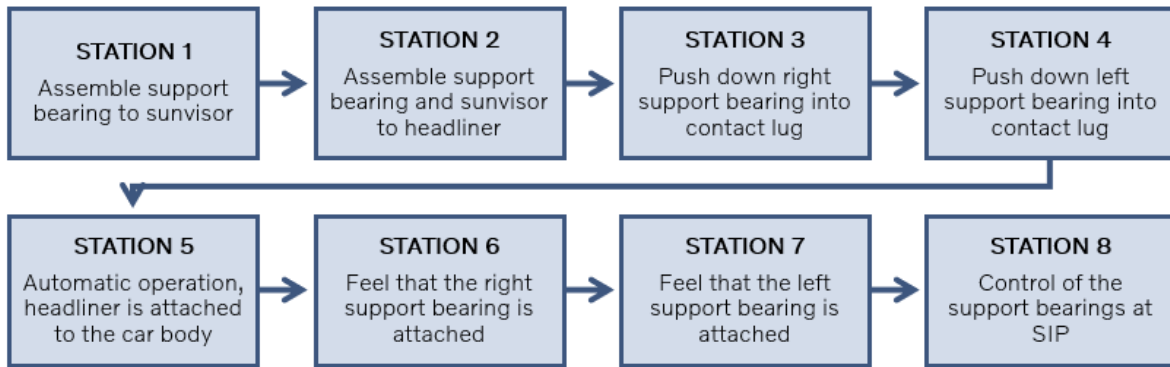 STATION 1
Assemble support
bearing to sunvisor
STATION 2
Assemble support
bearing and sunvisor
to headliner
STATION 3
Push down right
support bearing into
contact lug
STATION 4
Push down left
support bearing into
contact lug
STATION 5
Automatic operation,
headliner is attached
to the car body
STATION 6
Feel that the right
support bearing is
attached
STATION 7
Feel that the left
support bearing is
attached
STATION 8
Control of the
support bearings at
SIP